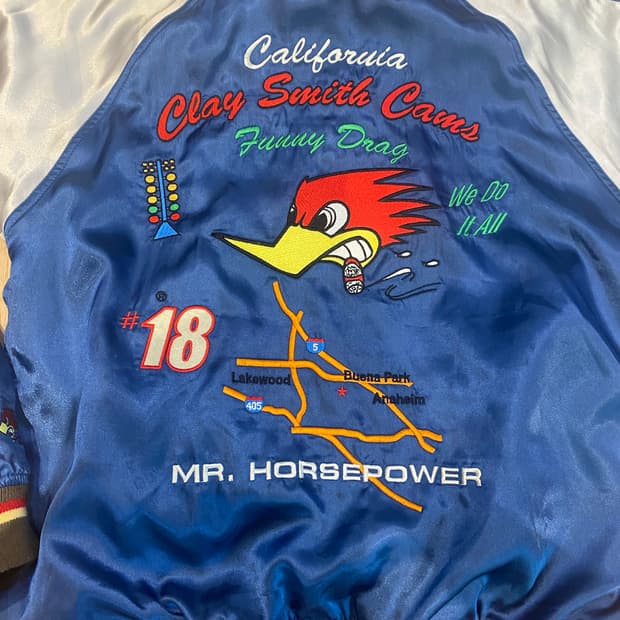 California
Clay Smith Cams
Funny Drag
We Do
It All
®
#18
5
Lakewood
Buena Park
Anaheim
405
MR. HORSEPOWER